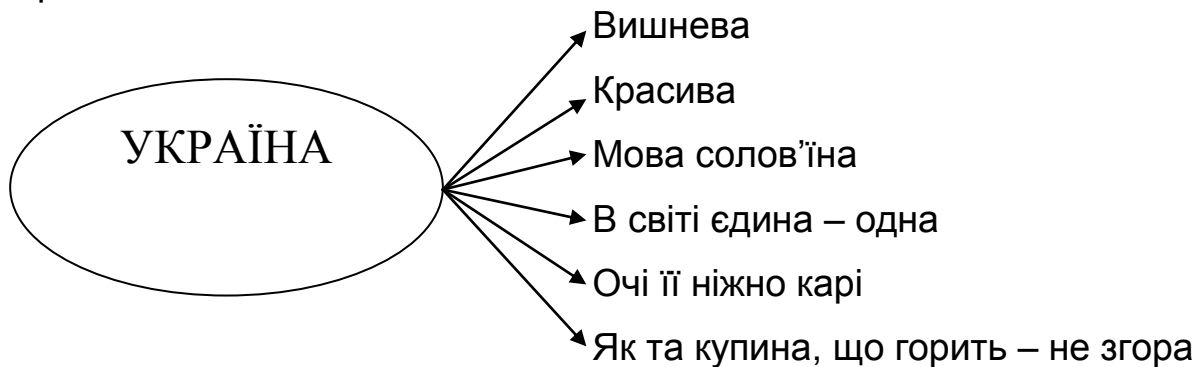 УКРАЇНА
Вишнева
Красива
Мова солов’їна
В світі єдина – одна
Очі її ніжно карі
Як та купина, що горить – не згора